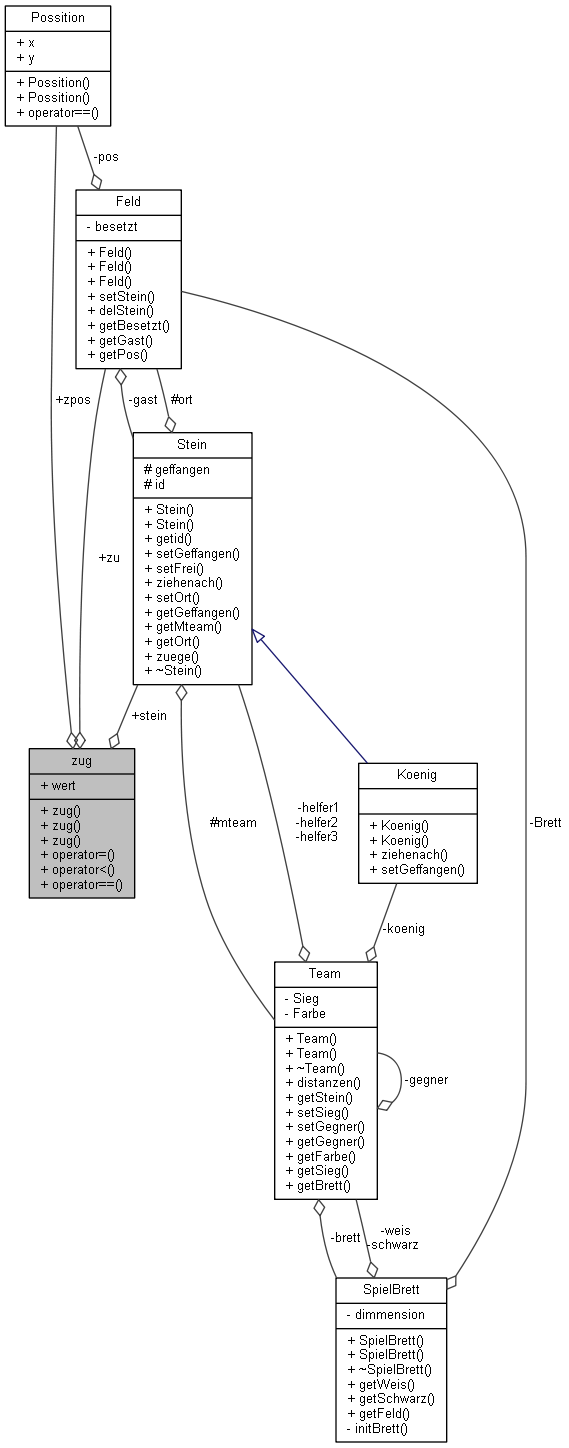 Possition
+ x
+ y
+ Possition()
+ Possition()
+ operator==()
-pos
Feld
- besetzt
+ Feld()
+ Feld()
+ Feld()
+ setStein()
+ delStein()
+ getBesetzt()
+ getGast()
+ getPos()
+zpos
-gast
#ort
Stein
# geffangen
# id
+ Stein()
+ Stein()
+ getid()
+ setGeffangen()
+ setFrei()
+ ziehenach()
+ setOrt()
+ getGeffangen()
+ getMteam()
+ getOrt()
+ zuege()
+ ~Stein()
+zu
+stein
zug
+ wert
+ zug()
+ zug()
+ zug()
+ operator=()
+ operator<()
+ operator==()
#mteam
-helfer1
-helfer2
-helfer3
Koenig
+ Koenig()
+ Koenig()
+ ziehenach()
+ setGeffangen()
-Brett
-koenig
Team
- Sieg
- Farbe
+ Team()
+ Team()
+ ~Team()
+ distanzen()
+ getStein()
+ setSieg()
+ setGegner()
+ getGegner()
+ getFarbe()
+ getSieg()
+ getBrett()
-gegner
-brett
-weis
-schwarz
SpielBrett
- dimmension
+ SpielBrett()
+ SpielBrett()
+ ~SpielBrett()
+ getWeis()
+ getSchwarz()
+ getFeld()
- initBrett()